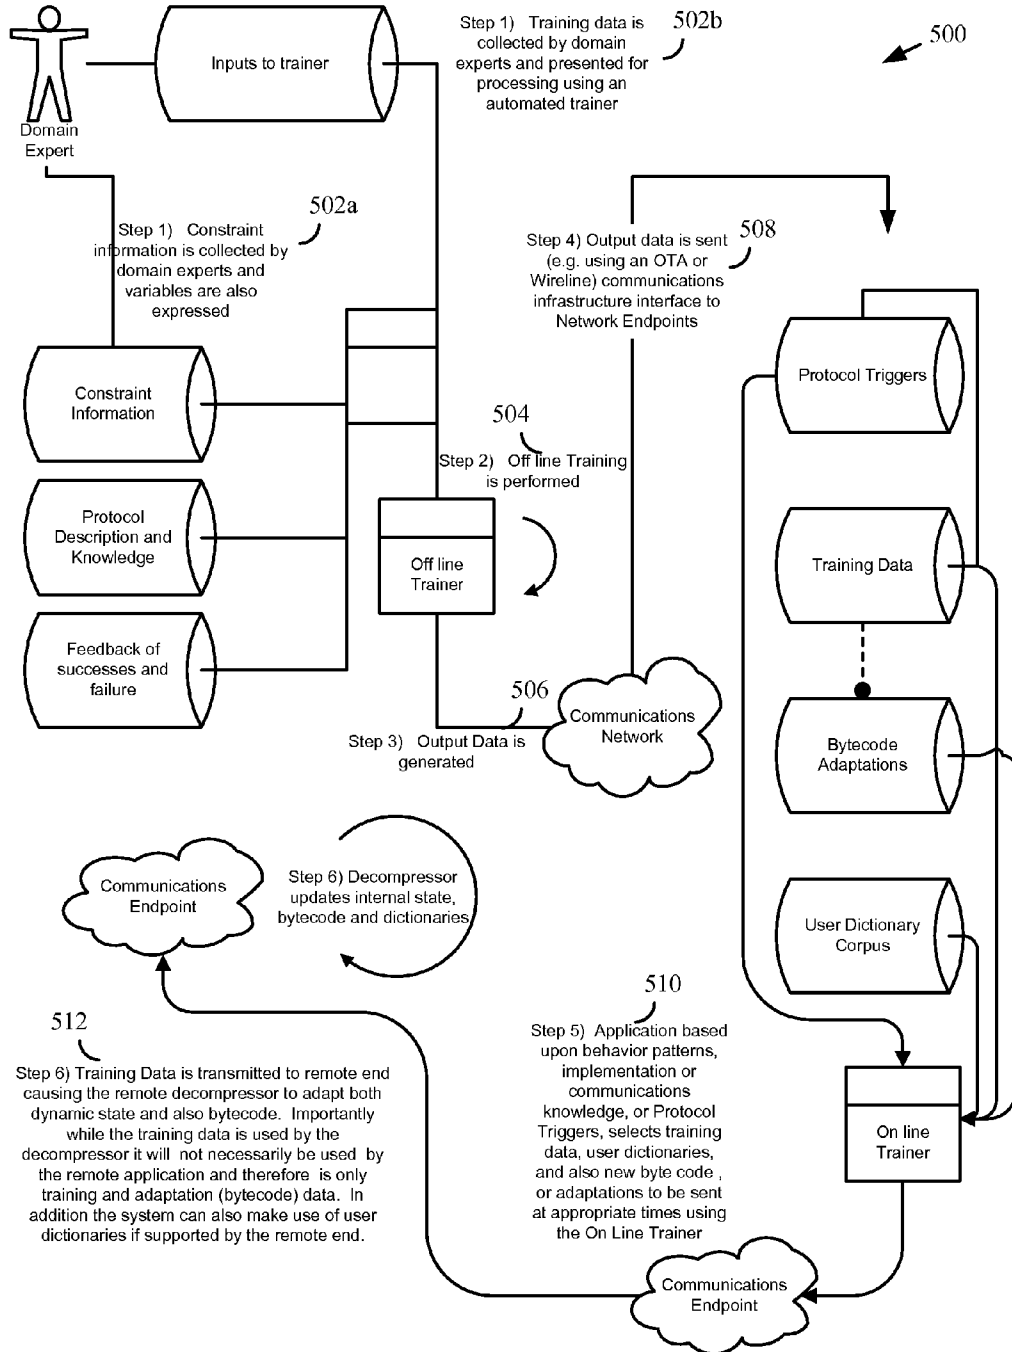 Domain
Expert
Inputs to trainer
Step 1) Training data is
collected by domain
experts and presented for
processing using an
automated trainer
502b
500
502a
Step 1) Constraint
information is collected by
domain experts and
variables are also
expressed
Step 4) Output data is sent
(e.g. using an OTA or
Wireline) communications
infrastructure interface to
Network Endpoints
508
Constraint
Information
Protocol
Description and
Knowledge
Feedback of
successes and
failure
504
Step 2) Off line Training
is performed
Off line
Trainer
506
Step 3) Output Data is
generated
Communications
Network
Protocol Triggers
Training Data
Bytecode
Adaptations
User Dictionary
Corpus
Communications
Endpoint
Step 6) Decompressor
updates internal state,
bytecode and dictionaries
512
Step 6) Training Data is transmitted to remote end
causing the remote decompressor to adapt both
dynamic state and also bytecode. Importantly
while the training data is used by the
decompressor it will not necessarily be used by
the remote application and therefore is only
training and adaptation (bytecode) data. In
addition the system can also make use of user
dictionaries if supported by the remote end.
510
Step 5) Application based
upon behavior patterns,
implementation or
communications
knowledge, or Protocol
Triggers, selects training
data, user dictionaries,
and also new byte code ,
or adaptations to be sent
at appropriate times using
the On Line Trainer
On line
Trainer
Communications
Endpoint